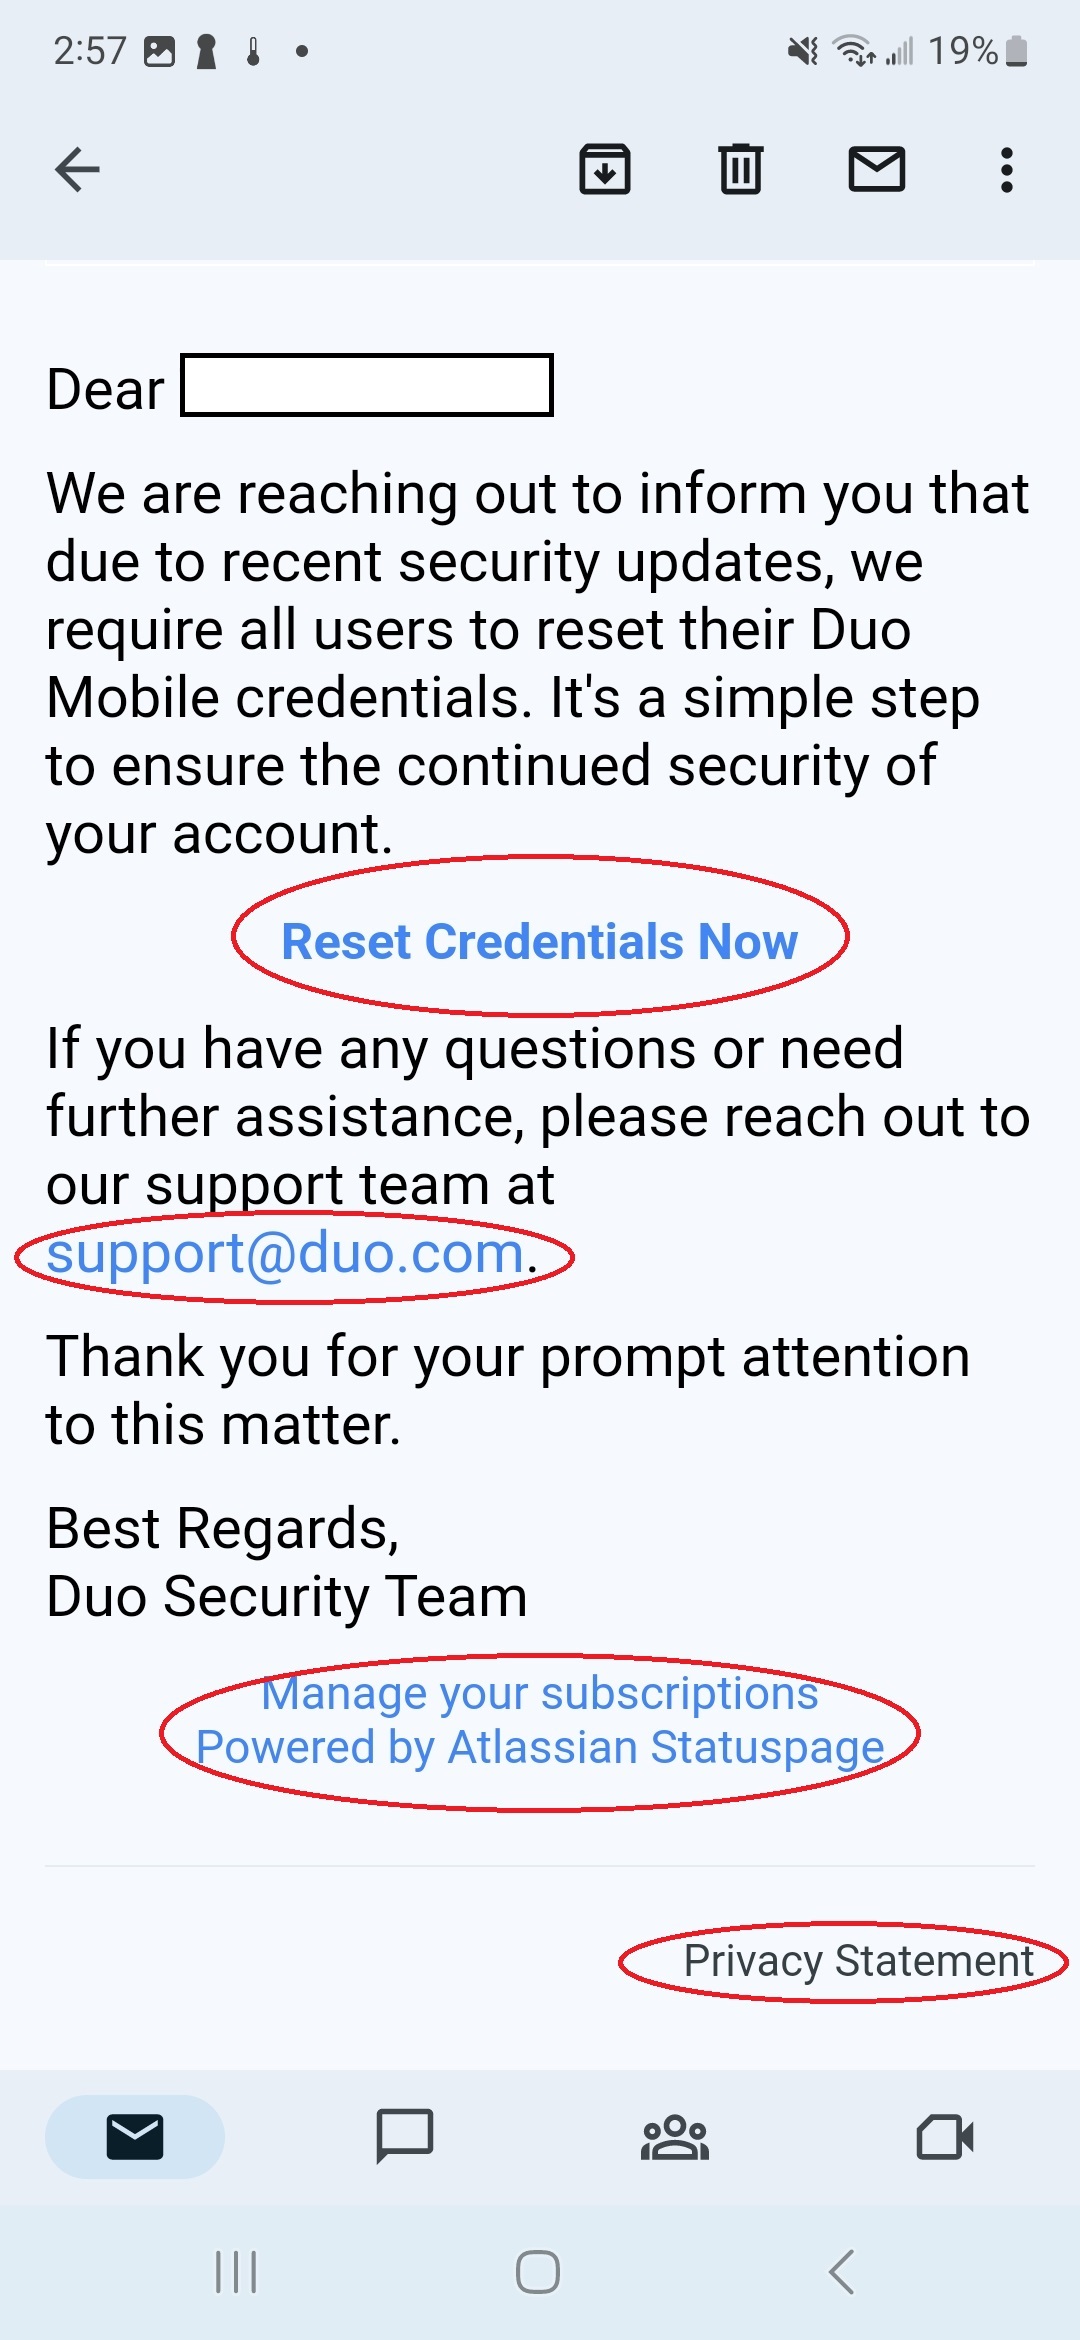 2:57
19%
Dear
We are reaching out to inform you that
due to recent security updates, we
require all users to reset their Duo
Mobile credentials. It's a simple step
to ensure the continued security of
your account.
Reset Credentials Now
If you have any questions or need
further assistance, please reach out to
our support team at
support@duo.com.
Thank you for your prompt attention
to this matter.
Best Regards,
Duo Security Team
Manage your subscriptions
Powered by Atlassian Statuspage
Privacy Statement